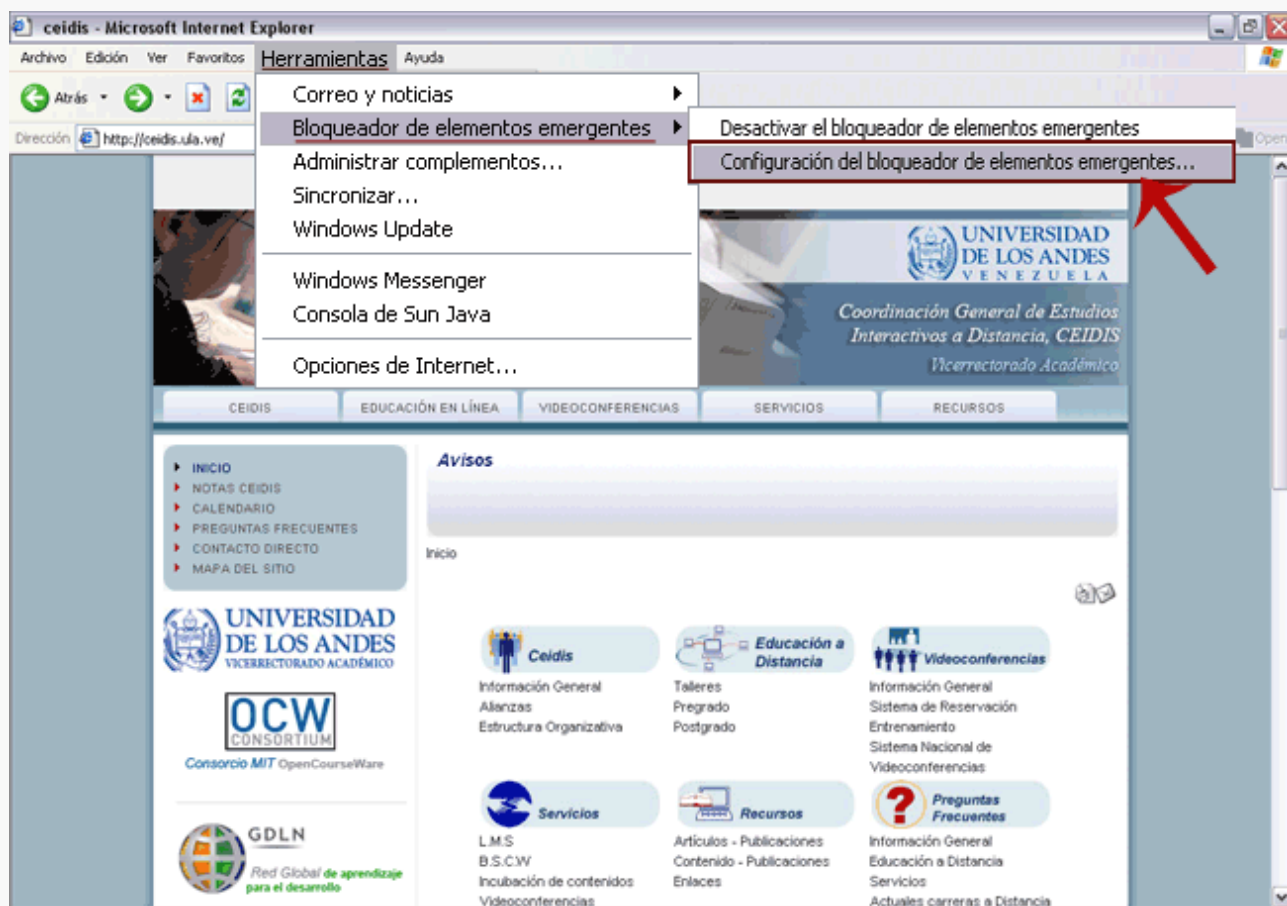 ceidis - Microsoft Internet Explorer
Archivo Edición Ver Favoritos Herramientas Ayuda
Atrás
Dirección http://ceidis.ula.ve/
Correo y noticias
Bloqueador de elementos emergentes
Administrar complementos...
Sincronizar...
Windows Update
Windows Messenger
Consola de Sun Java
Opciones de Internet...
Desactivar el bloqueador de elementos emergentes
Configuración del bloqueador de elementos emergentes...
Open
UNIVERSIDAD
DE LOS ANDES
VENEZUELA
Coordinación General de Estudios
Interactivos a Distancia, CEIDIS
Vicerrectorado Académico
CEIDIS EDUCACIÓN EN LÍNEA VIDEOCONFERENCIAS SERVICIOS RECURSOS
INICIO
NOTAS CEIDIS
CALENDARIO
PREGUNTAS FRECUENTES
CONTACTO DIRECTO
MAPA DEL SITIO
UNIVERSIDAD
DE LOS ANDES
VICERRECTORADO ACADÉMICO
OCW
CONSORTIUM
Consorcio MIT OpenCourseWare
GDLN
Red Global de aprendizaje
para el desarrollo
Avisos
Inicio
Ceidis
Información General
Alianzas
Estructura Organizativa
Educación a
Distancia
Talleres
Pregrado
Postgrado
Videoconferencias
Información General
Sistema de Reservación
Entrenamiento
Sistema Nacional de
Videoconferencias
Servicios
L.M.S
B.S.C.W
Incubación de contenidos
Videoconferencias
Recursos
Artículos - Publicaciones
Contenido - Publicaciones
Enlaces
Preguntas
Frecuentes
Información General
Educación a Distancia
Servicios
Actuales carreras a Distancia